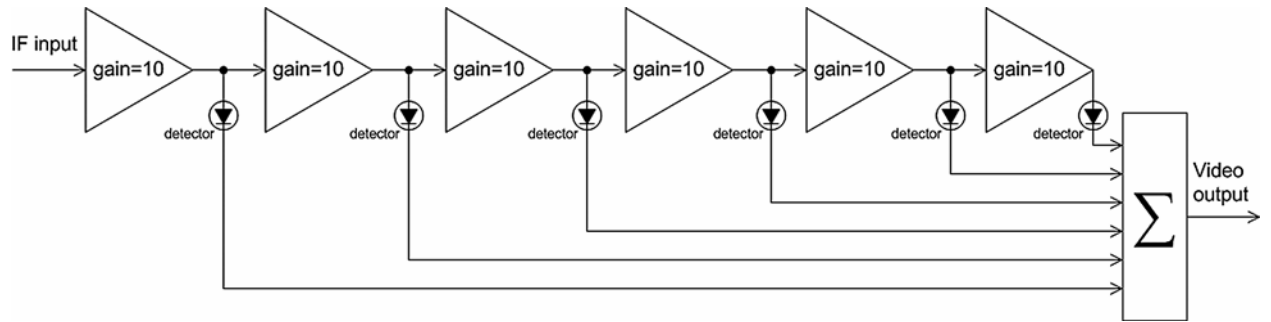 IF input
gain=10
gain=10
gain=10
gain=10
gain=10
gain=10
detector
detector
detector
detector
detector
detector
Video
output
Σ